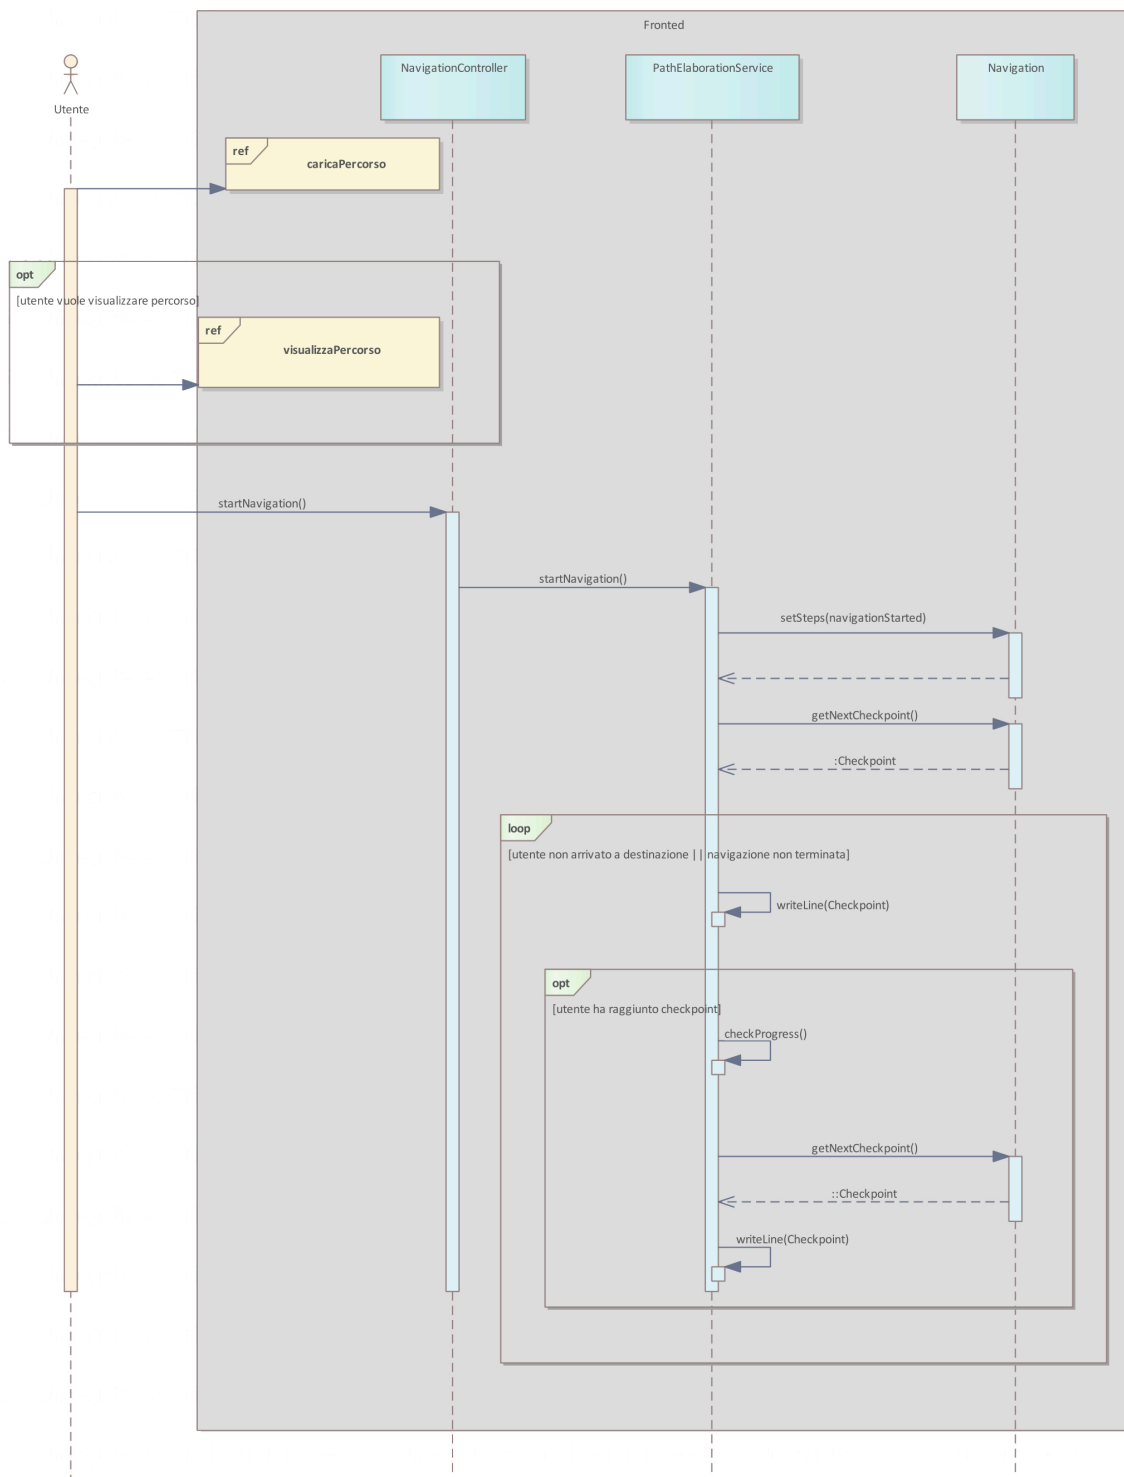 Fronted
NavigationController
PathElaborationService
Navigation
Utente
ref
caricaPercorso
opt
[utente vuole visualizzare percorso]
ref
visualizzaPercorso
startNavigation()
startNavigation()
setSteps(navigationStarted)
getNextCheckpoint()
:Checkpoint
loop
[utente non arrivato a destinazione || navigazione non terminata]
writeLine(Checkpoint)
opt
[utente ha raggiunto checkpoint]
checkProgress()
getNextCheckpoint()
::Checkpoint
writeLine(Checkpoint)